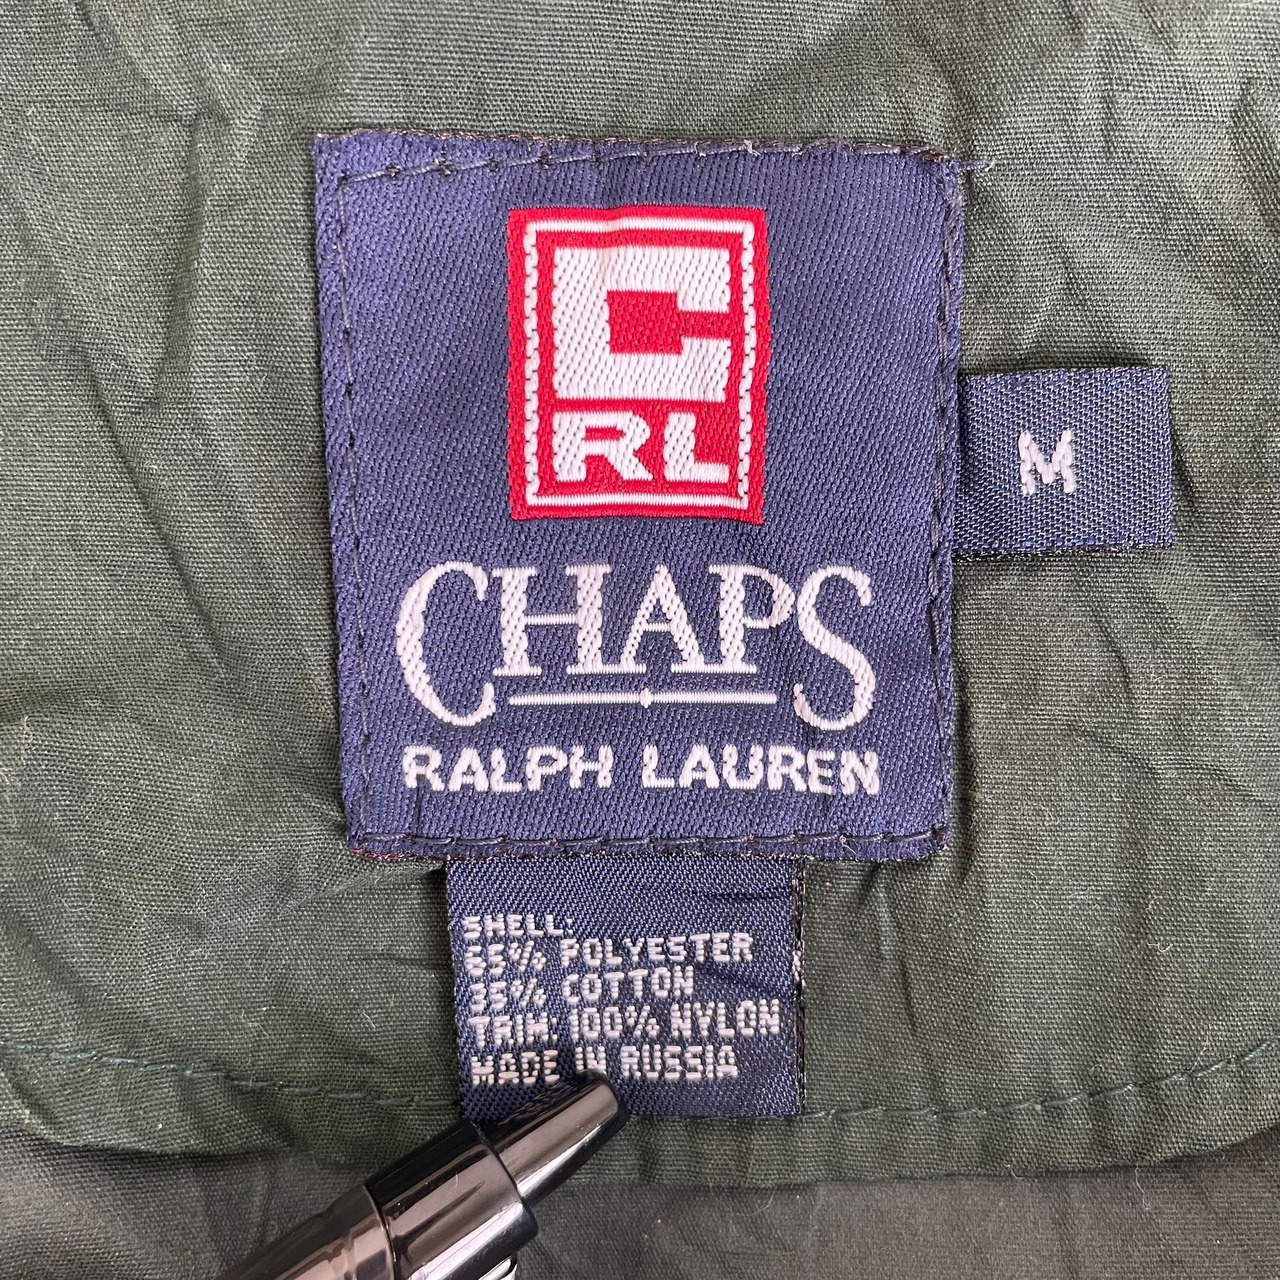 C
RL
CHAPS
RALPH LAUREN
M
SHELL:
65% POLYESTER
35% COTTON
TRIM: 100% NYLON
MADE IN RUSSIA